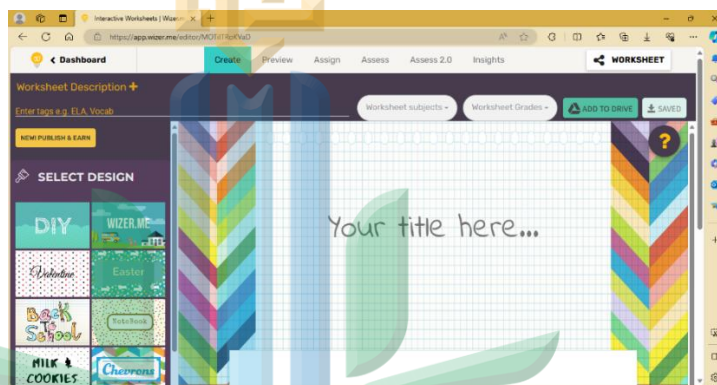 Interactive Worksheets | Wizer.m
https://app.wizer.me/editor/
Dashboard
Create
Preview
Assign
Assess
Assess 2.0
Insights
WORKSHEET
Worksheet Description +
Enter tags e.g. ELA, Vocab
Worksheet subjects
Worksheet Grades
ADD TO DRIVE
SAVED
NEW! PUBLISH & EARN
?
SELECT DESIGN
Your title here...
DIY
WIZER.ME
Valentine
Easter
Back to School
NoteBook
MILK & COOKIES
Chevrons